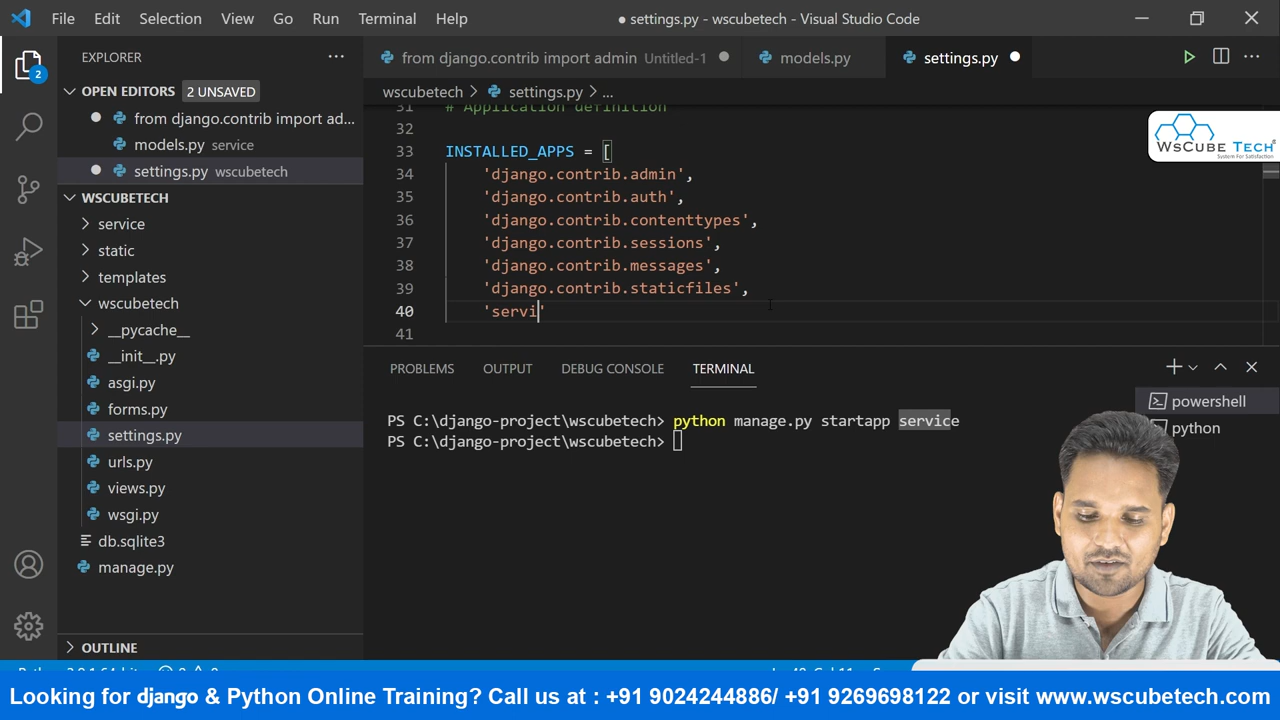 File Edit Selection View Go Run Terminal Help
● settings.py - wscubetech - Visual Studio Code
EXPLORER
2
OPEN EDITORS 2 UNSAVED
from django.contrib import ad...
models.py service
settings.py wscubetech
WSCUBETECH
service
static
templates
wscubetech
__pycache__
__init__.py
asgi.py
forms.py
settings.py
urls.py
views.py
wsgi.py
db.sqlite3
manage.py
OUTLINE
from django.contrib import admin Untitled-1
models.py
settings.py
wscubetech > settings.py > ...
31 # Application definition
32
33 INSTALLED_APPS = [
34 'django.contrib.admin',
35 'django.contrib.auth',
36 'django.contrib.contenttypes',
37 'django.contrib.sessions',
38 'django.contrib.messages',
39 'django.contrib.staticfiles',
40 'servi'
41
WSCUBE TECH
System For Satisfaction
PROBLEMS OUTPUT DEBUG CONSOLE TERMINAL
PS C:\django-project\wscubetech> python manage.py startapp service
PS C:\django-project\wscubetech>
powershell
python
Looking for django & Python Online Training? Call us at : +91 9024244886/ +91 9269698122 or visit www.wscubetech.com